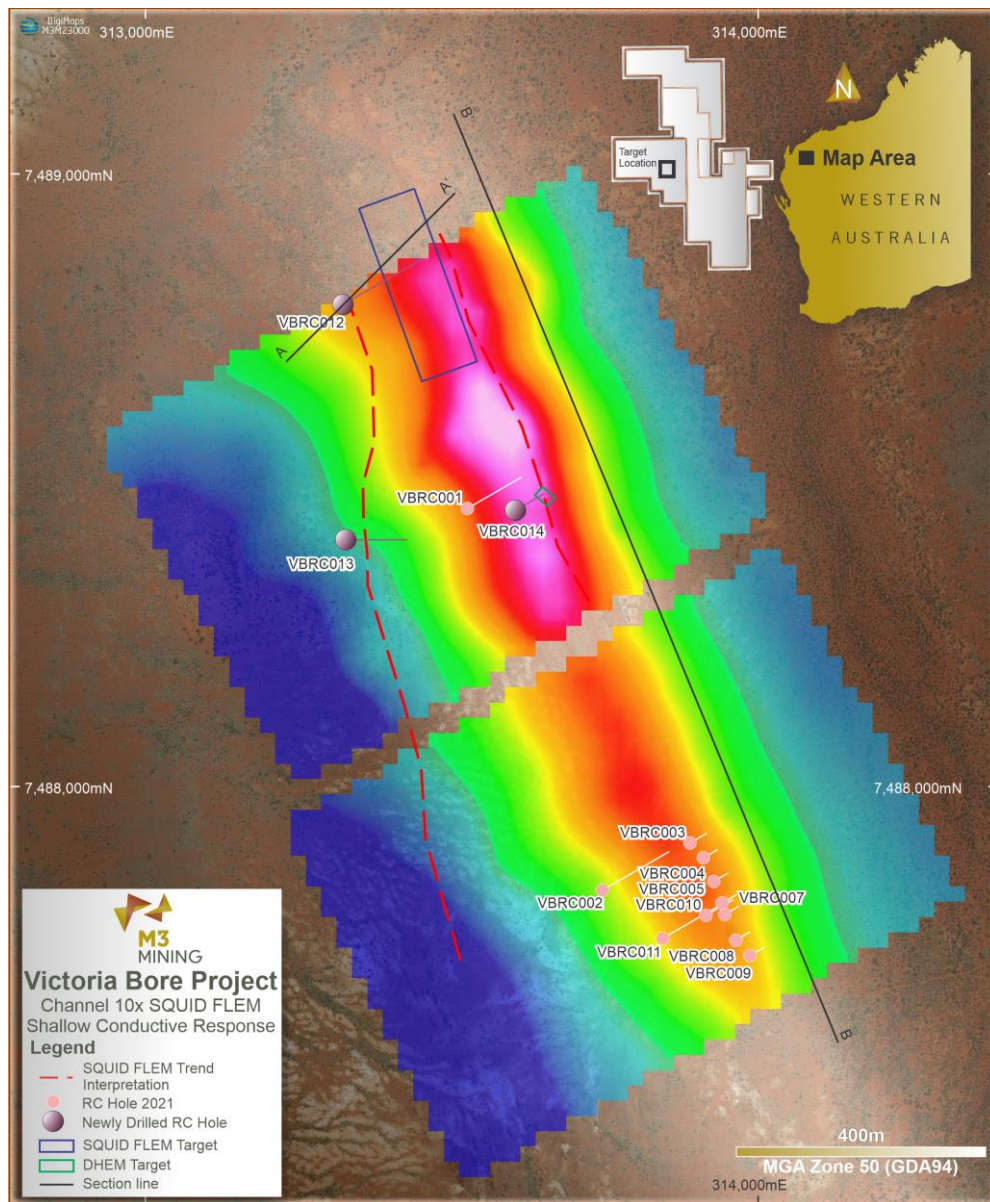 DigiMaps
M3M23000
313,000mE
314,000mE
B'
N
Target
Location
Map Area
WESTERN
AUSTRALIA
7,489,000mN
A'
VBRC012
A
VBRC001
VBRC014
VBRC013
7,488,000mN
7,488,000mN
VBRC003
VBRC004
VBRC005
VBRC007
VBRC010
VBRC002
VBRC011
VBRC008
VBRC009
B
M3
MINING
Victoria Bore Project
Channel 10x SQUID FLEM
Shallow Conductive Response
Legend
SQUID FLEM Trend
Interpretation
RC Hole 2021
Newly Drilled RC Hole
SQUID FLEM Target
DHEM Target
Section line
400m
MGA Zone 50 (GDA94)
314,000mE